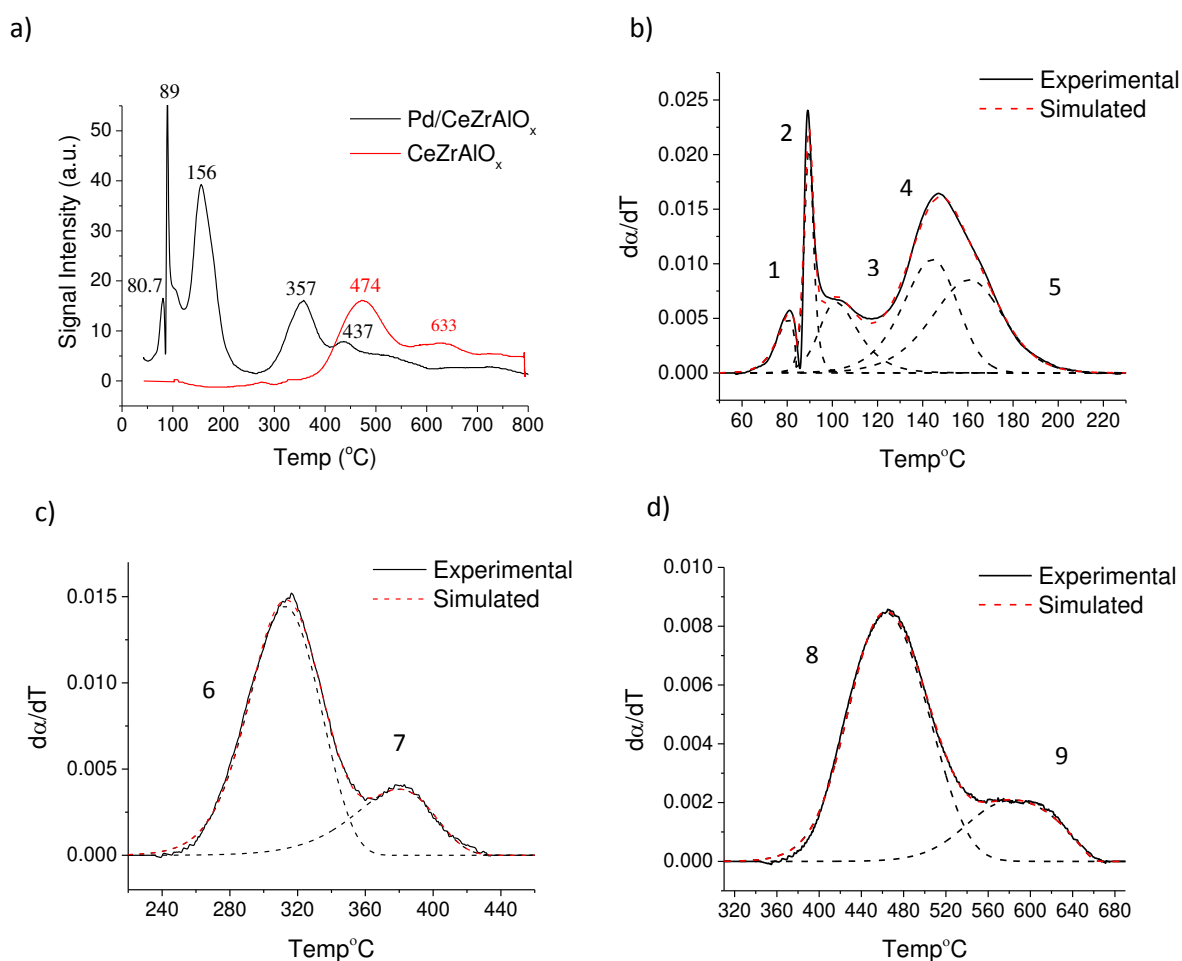 a)
89
50
40
30
20
10
0
Signal Intensity (a.u.)
Pd/CeZrAlOₓ
CeZrAlOₓ
156
80.7
357
474
437
633
0 100 200 300 400 500 600 700 800
Temp (°C)
b)
Experimental
Simulated
0.025
0.020
0.015
0.010
0.005
0.000
dα/dT
1
2
3
4
5
60 80 100 120 140 160 180 200 220
Temp°C
c)
Experimental
Simulated
0.015
0.010
0.005
0.000
dα/dT
6
7
240 280 320 360 400 440
Temp°C
d)
Experimental
Simulated
0.010
0.008
0.006
0.004
0.002
0.000
dα/dT
8
9
320 360 400 440 480 520 560 600 640 680
Temp°C